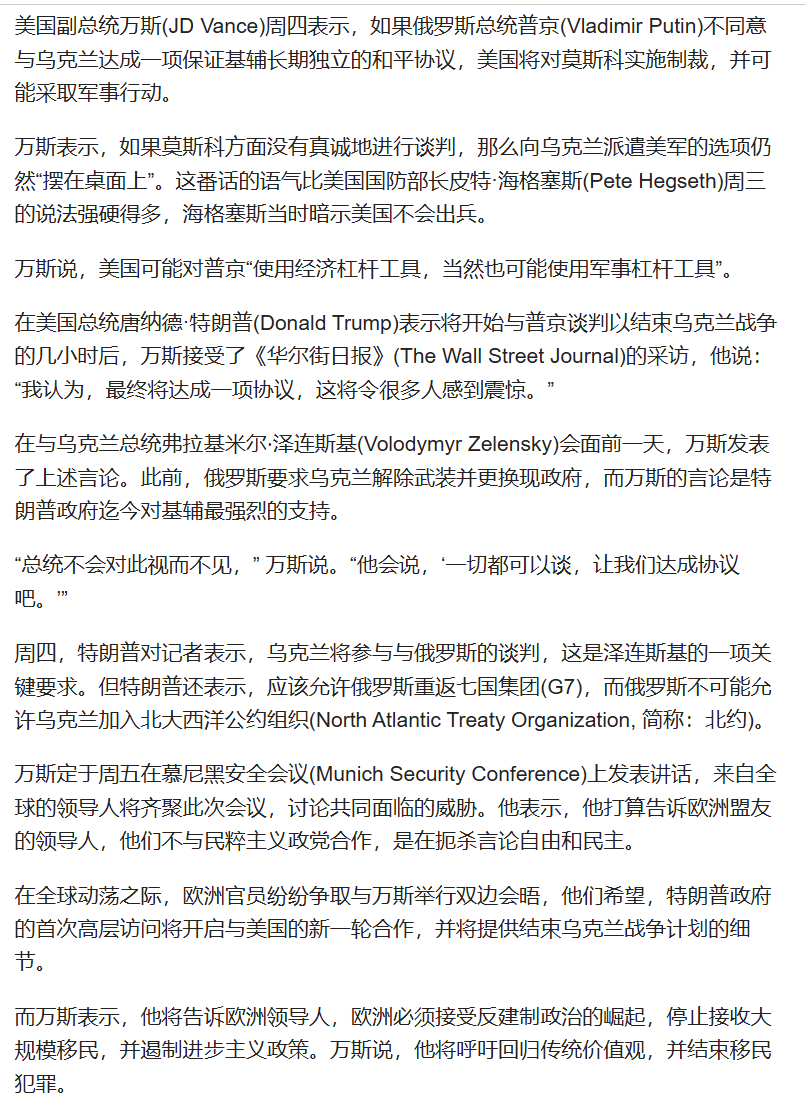 美国副总统万斯(JD Vance)周四表示，如果俄罗斯总统普京(Vladimir Putin)不同意
与乌克兰达成一项保证基辅长期独立的和平协议，美国将对莫斯科实施制裁，并可
能采取军事行动。
万斯表示，如果莫斯科方面没有真诚地进行谈判，那么向乌克兰派遣美军的选项仍
然“摆在桌面上”。这番话的语气比美国国防部长皮特·海格塞斯(Pete Hegseth)周三
的说法强硬得多，海格塞斯当时暗示美国不会出兵。
万斯说，美国可能对普京“使用经济杠杆工具，当然也可能使用军事杠杆工具”。
在美国总统唐纳德·特朗普(Donald Trump)表示将开始与普京谈判以结束乌克兰战争
的几小时后，万斯接受了《华尔街日报》(The Wall Street Journal)的采访，他说：
“我认为，最终将达成一项协议，这将令很多人感到震惊。”
在与乌克兰总统弗拉基米尔·泽连斯基(Volodymyr Zelensky)会面前一天，万斯发表
了上述言论。此前，俄罗斯要求乌克兰解除武装并更换现政府，而万斯的言论是特
朗普政府迄今对基辅最强烈的支持。
“总统不会对此视而不见，” 万斯说。“他会说，‘一切都可以谈，让我们达成协议
吧。’”
周四，特朗普对记者表示，乌克兰将参与与俄罗斯的谈判，这是泽连斯基的一项关
键要求。但特朗普还表示，应该允许俄罗斯重返七国集团(G7)，而俄罗斯不可能允
许乌克兰加入北大西洋公约组织(North Atlantic Treaty Organization, 简称：北约)。
万斯定于周五在慕尼黑安全会议(Munich Security Conference)上发表讲话，来自全
球的领导人将齐聚此次会议，讨论共同面临的威胁。他表示，他打算告诉欧洲盟友
的领导人，他们不与民粹主义政党合作，是在扼杀言论自由和民主。
在全球动荡之际，欧洲官员纷纷争取与万斯举行双边会晤，他们希望，特朗普政府
的首次高层访问将开启与美国的新一轮合作，并将提供结束乌克兰战争计划的细
节。
而万斯表示，他将告诉欧洲领导人，欧洲必须接受反建制政治的崛起，停止接收大
规模移民，并遏制进步主义政策。万斯说，他将呼吁回归传统价值观，并结束移民
犯罪。